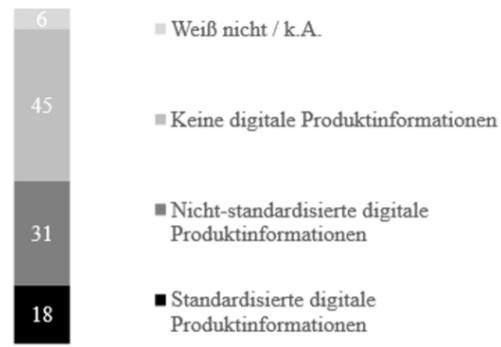 6
Weiß nicht / k.A.
45
Keine digitale Produktinformationen
31
Nicht-standardisierte digitale
Produktinformationen
18
Standardisierte digitale
Produktinformationen